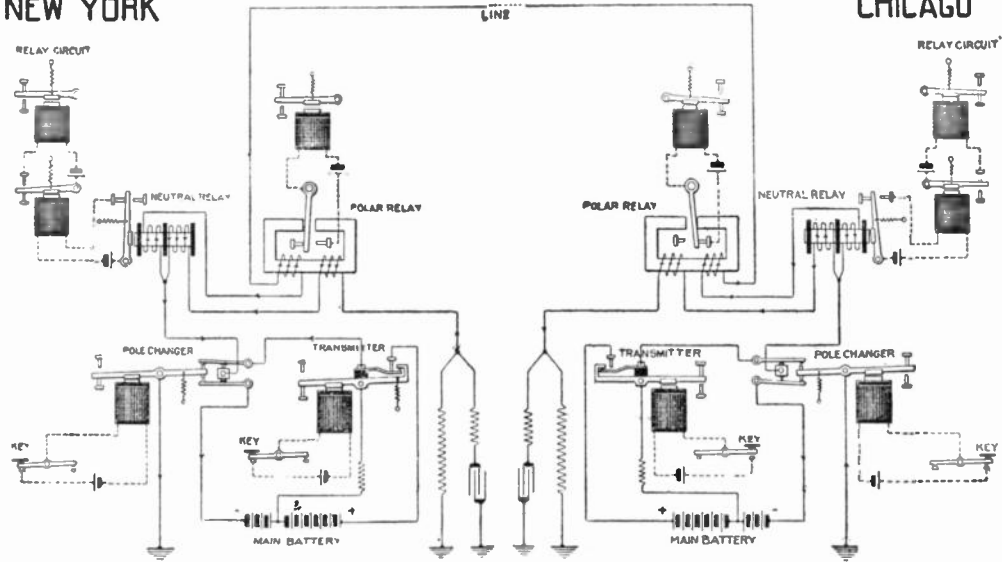 NEW YORK
LINE
CHICAGO
RELAY CIRCUIT
RELAY CIRCUIT
NEUTRAL RELAY
POLAR RELAY
POLAR RELAY
NEUTRAL RELAY
POLE CHANGER
TRANSMITTER
TRANSMITTER
POLE CHANGER
KEY
KEY
KEY
KEY
- +
+ -
MAIN BATTERY
MAIN BATTERY